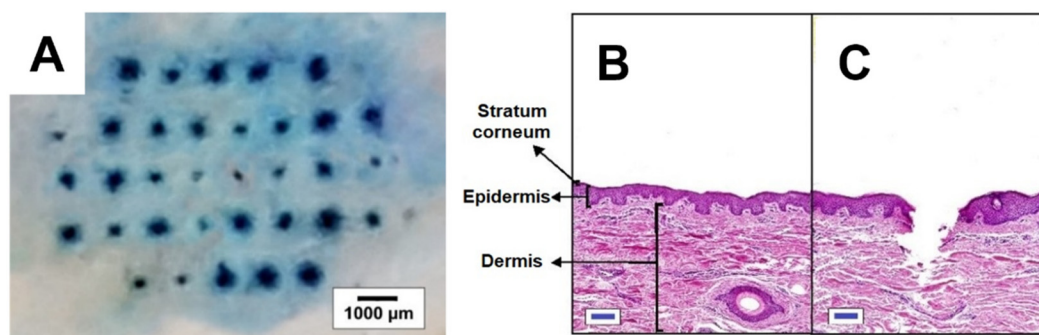 A
1000 µm
B
C
Stratum
corneum
Epidermis
Dermis